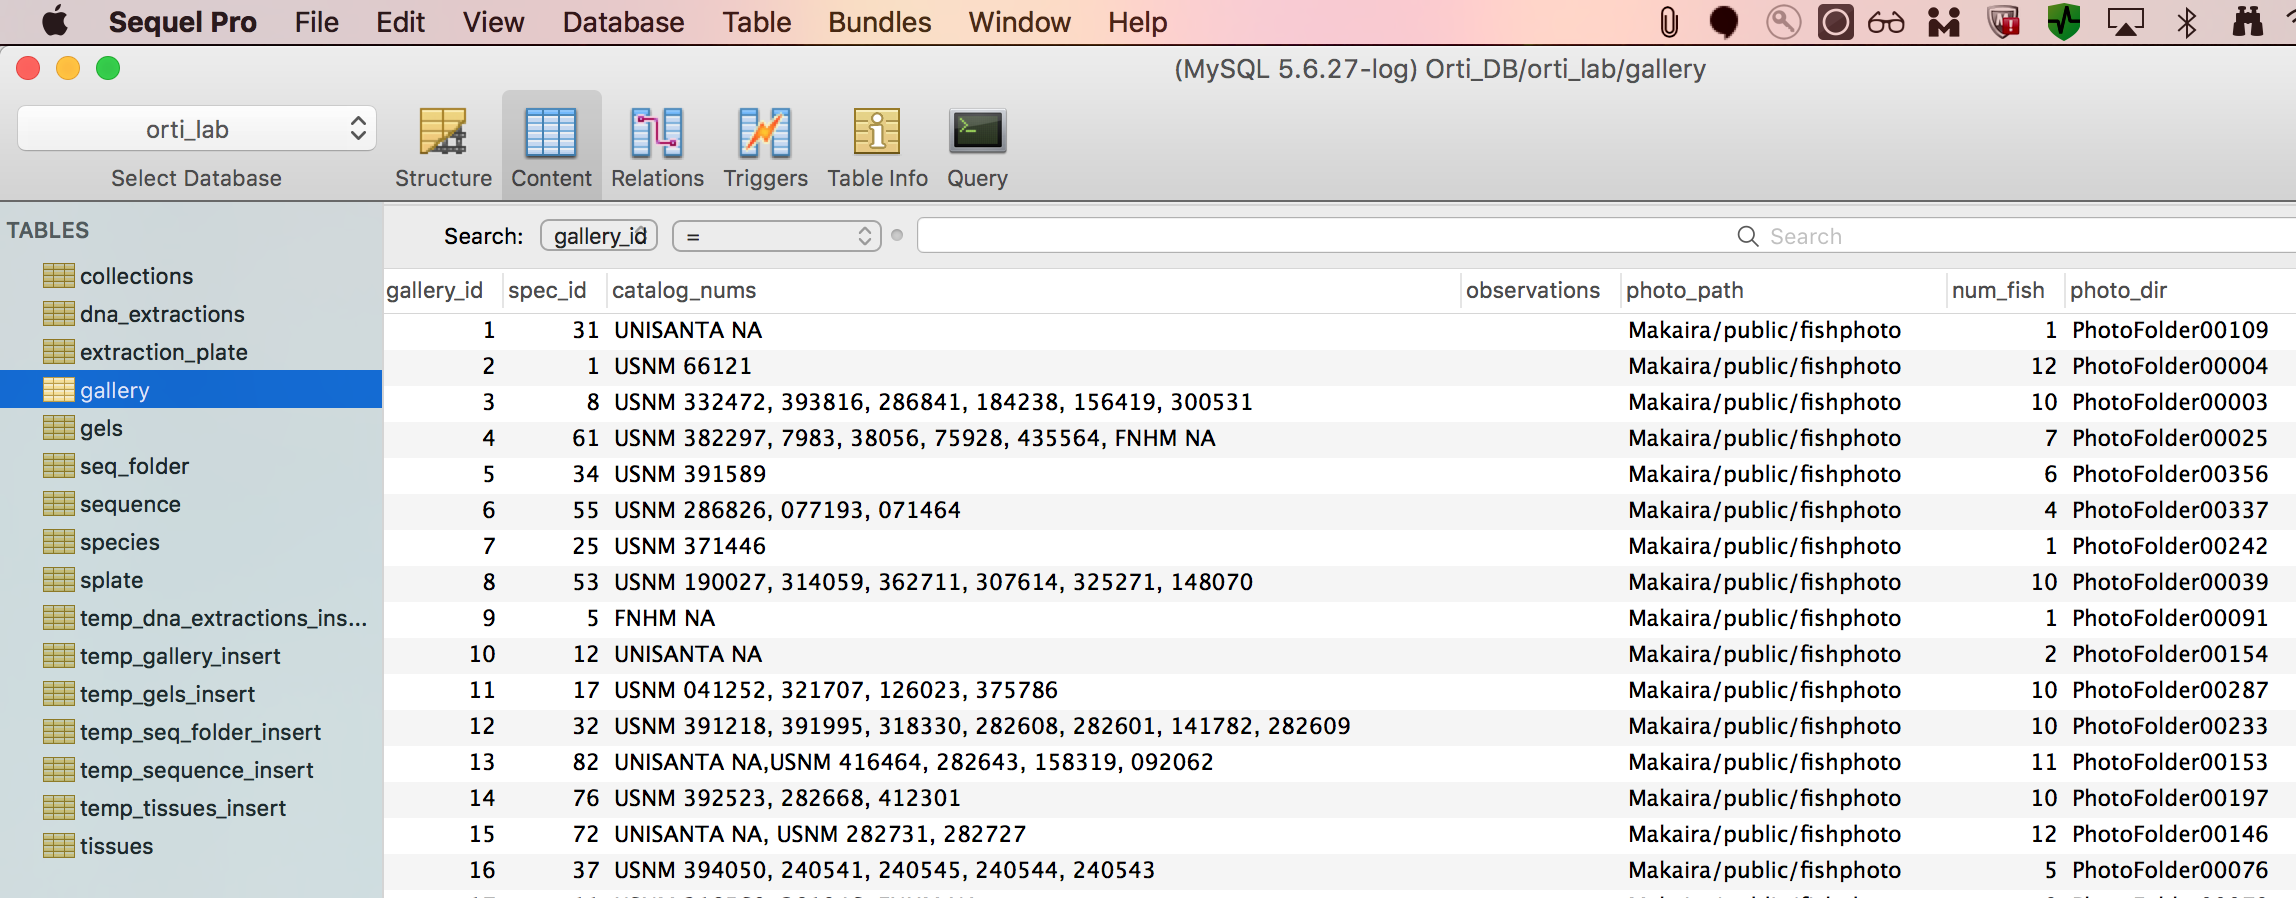 Sequel Pro File Edit View Database Table Bundles Window Help
(MySQL 5.6.27-log) Orti_DB/orti_lab/gallery
orti_lab
Select Database Structure Content Relations Triggers Table Info Query
TABLES
collections
dna_extractions
extraction_plate
gallery
gels
seq_folder
sequence
species
splate
temp_dna_extractions_ins...
temp_gallery_insert
temp_gels_insert
temp_seq_folder_insert
temp_sequence_insert
temp_tissues_insert
tissues
Search: gallery_id = Search
gallery_id spec_id catalog_nums observations photo_path num_fish photo_dir
1 31 UNISANTA NA Makaira/public/fishphoto 1 PhotoFolder00109
2 1 USNM 66121 Makaira/public/fishphoto 12 PhotoFolder00004
3 8 USNM 332472, 393816, 286841, 184238, 156419, 300531 Makaira/public/fishphoto 10 PhotoFolder00003
4 61 USNM 382297, 7983, 38056, 75928, 435564, FNHM NA Makaira/public/fishphoto 7 PhotoFolder00025
5 34 USNM 391589 Makaira/public/fishphoto 6 PhotoFolder00356
6 55 USNM 286826, 077193, 071464 Makaira/public/fishphoto 4 PhotoFolder00337
7 25 USNM 371446 Makaira/public/fishphoto 1 PhotoFolder00242
8 53 USNM 190027, 314059, 362711, 307614, 325271, 148070 Makaira/public/fishphoto 10 PhotoFolder00039
9 5 FNHM NA Makaira/public/fishphoto 1 PhotoFolder00091
10 12 UNISANTA NA Makaira/public/fishphoto 2 PhotoFolder00154
11 17 USNM 041252, 321707, 126023, 375786 Makaira/public/fishphoto 10 PhotoFolder00287
12 32 USNM 391218, 391995, 318330, 282608, 282601, 141782, 282609 Makaira/public/fishphoto 10 PhotoFolder00233
13 82 UNISANTA NA,USNM 416464, 282643, 158319, 092062 Makaira/public/fishphoto 11 PhotoFolder00153
14 76 USNM 392523, 282668, 412301 Makaira/public/fishphoto 10 PhotoFolder00197
15 72 UNISANTA NA, USNM 282731, 282727 Makaira/public/fishphoto 12 PhotoFolder00146
16 37 USNM 394050, 240541, 240545, 240544, 240543 Makaira/public/fishphoto 5 PhotoFolder00076